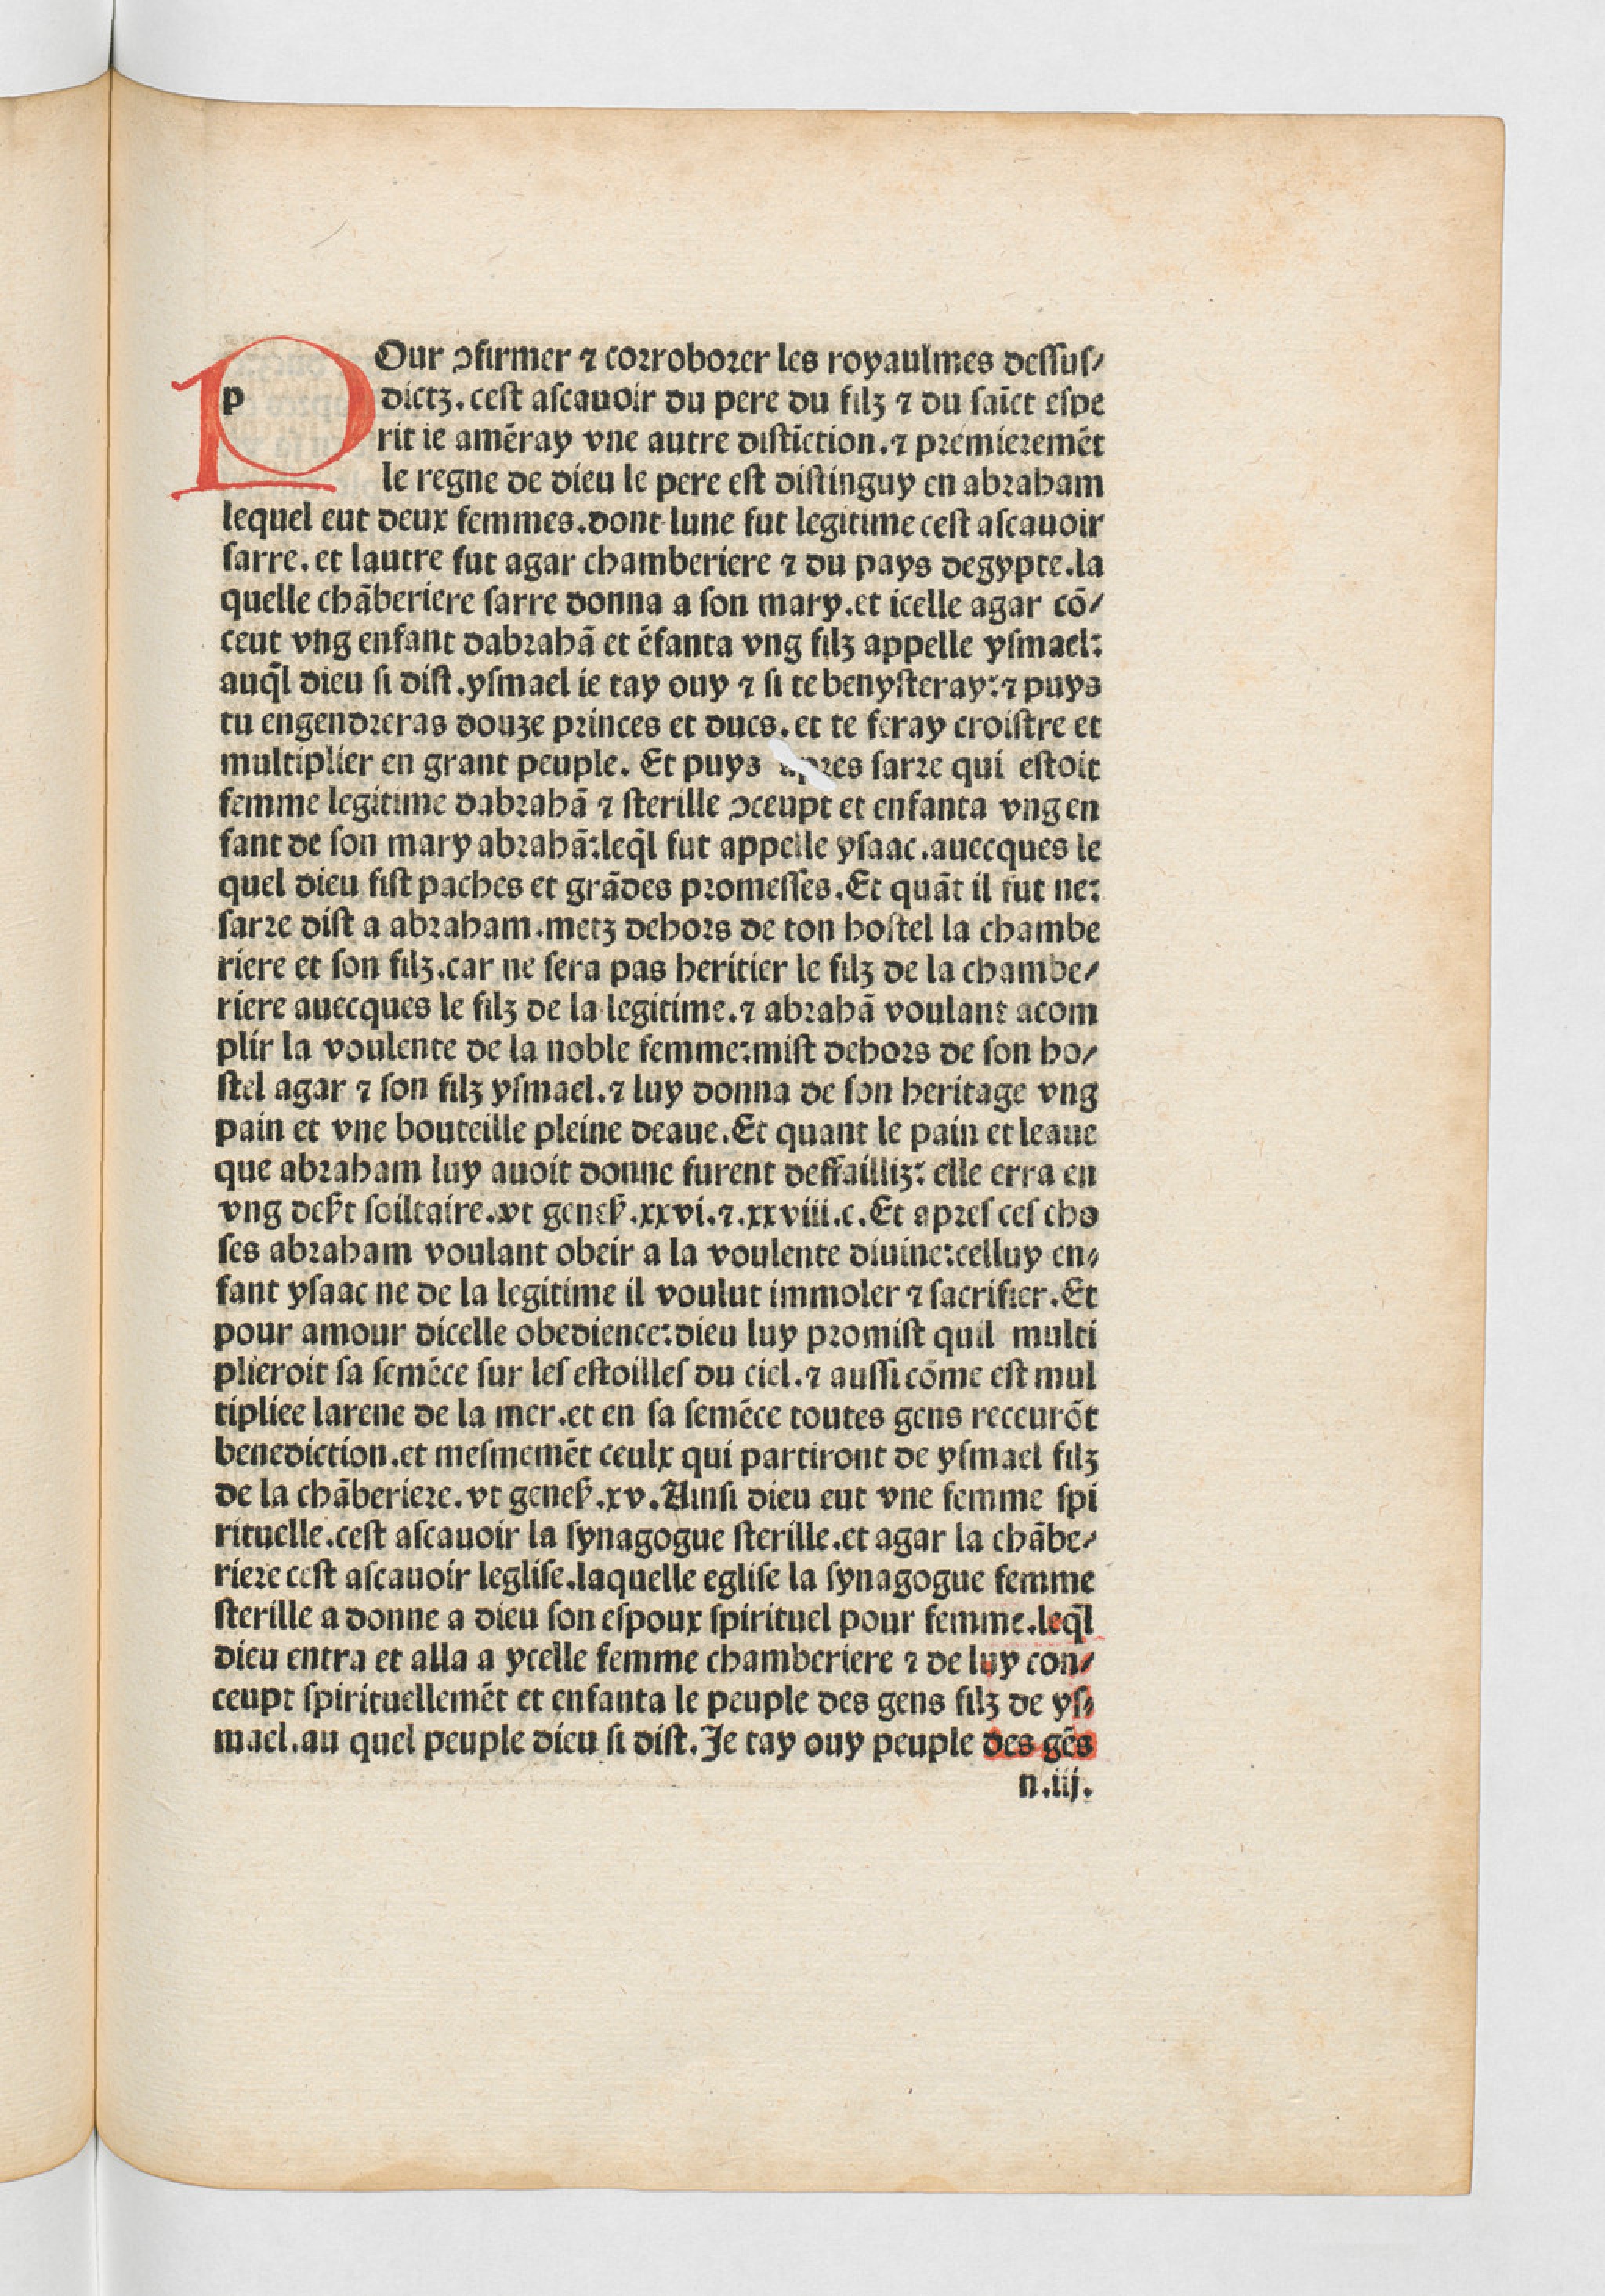 POur ɔfirmer ⁊ corroborer les royaulmes dessus/
dictz. cest ascauoir du pere du filz ⁊ du saīct espe
rit ie amēray vne autre distīction. ⁊ premieremēt
le regne de dieu le pere est distinguy en abraham
lequel eut deux femmes. dont lune fut legitime cest ascauoir
sarre. et lautre fut agar chamberiere ⁊ du pays degypte. la
quelle chāberiere sarre donna a son mary. et icelle agar cō/
ceut vng enfant dabrahā et ēfanta vng filz appelle ysmael:
auq̄l dieu si dist. ysmael ie tay ouy ⁊ si te benysteray: ⁊ puys
tu engendreras douze princes et ducs. et te feray croistre et
multiplier en grant peuple. Et puys apres sarre qui estoit
femme legitime dabrahā ⁊ sterille ɔceupt et enfanta vng en
fant de son mary abrahā: leq̄l fut appelle ysaac. auecques le
quel dieu fist paches et grādes promesses. Et quāt il fut ne:
sarre dist a abraham. metz dehors de ton hostel la chambe
riere et son filz. car ne sera pas heritier le filz de la chambe/
riere auecques le filz de la legitime. ⁊ abrahā voulant acom
plir la voulente de la noble femme: mist dehors de son ho/
stel agar ⁊ son filz ysmael. ⁊ luy donna de son heritage vng
pain et vne bouteille pleine deaue. Et quant le pain et leaue
que abraham luy auoit donne furent deffailliz: elle erra en
vng deẞt soiltaire. vt geneẞ. xxvi. ⁊. xxviii. c. Et apres ces cho
ses abraham voulant obeir a la voulente diuine: celluy en/
fant ysaac ne de la legitime il voulut immoler ⁊ sacrifier. Et
pour amour dicelle obedience: dieu luy promist quil multi
plieroit sa semēce sur les estoilles du ciel. ⁊ aussi cōme est mul
tipliee larene de la mer. et en sa semēce toutes gens receurōt
benediction. et mesmemēt ceulx qui partiront de ysmael filz
de la chāberiere. vt geneẞ. xv. Ainsi dieu eut vne femme spi
rituelle. cest ascauoir la synagogue sterille. et agar la chābe/
riere cest ascauoir leglise. laquelle eglise la synagogue femme
sterille a donne a dieu son espoux spirituel pour femme. leq̄l
dieu entra et alla a ycelle femme chamberiere ⁊ de luy con/
ceupt spirituellemēt et enfanta le peuple des gens filz de ys/
mael. au quel peuple dieu si dist. Je tay ouy peuple des gēs
n.iij.